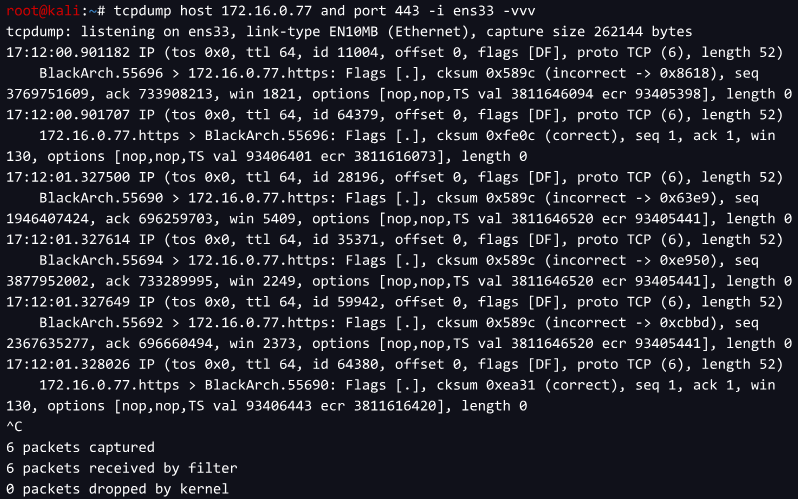 root@kali:~# tcpdump host 172.16.0.77 and port 443 -i ens33 -vvv
tcpdump: listening on ens33, link-type EN10MB (Ethernet), capture size 262144 bytes
17:12:00.901182 IP (tos 0x0, ttl 64, id 11004, offset 0, flags [DF], proto TCP (6), length 52)
    BlackArch.55696 > 172.16.0.77.https: Flags [.], cksum 0x589c (incorrect -> 0x8618), seq
3769751609, ack 733908213, win 1821, options [nop,nop,TS val 3811646094 ecr 93405398], length 0
17:12:00.901707 IP (tos 0x0, ttl 64, id 64379, offset 0, flags [DF], proto TCP (6), length 52)
    172.16.0.77.https > BlackArch.55696: Flags [.], cksum 0xfe0c (correct), seq 1, ack 1, win
130, options [nop,nop,TS val 93406401 ecr 3811616073], length 0
17:12:01.327500 IP (tos 0x0, ttl 64, id 28196, offset 0, flags [DF], proto TCP (6), length 52)
    BlackArch.55690 > 172.16.0.77.https: Flags [.], cksum 0x589c (incorrect -> 0x63e9), seq
1946407424, ack 696259703, win 5409, options [nop,nop,TS val 3811646520 ecr 93405441], length 0
17:12:01.327614 IP (tos 0x0, ttl 64, id 35371, offset 0, flags [DF], proto TCP (6), length 52)
    BlackArch.55694 > 172.16.0.77.https: Flags [.], cksum 0x589c (incorrect -> 0xe950), seq
3877952002, ack 733289995, win 2249, options [nop,nop,TS val 3811646520 ecr 93405441], length 0
17:12:01.327649 IP (tos 0x0, ttl 64, id 59942, offset 0, flags [DF], proto TCP (6), length 52)
    BlackArch.55692 > 172.16.0.77.https: Flags [.], cksum 0x589c (incorrect -> 0xcbbd), seq
2367635277, ack 696660494, win 2373, options [nop,nop,TS val 3811646520 ecr 93405441], length 0
17:12:01.328026 IP (tos 0x0, ttl 64, id 64380, offset 0, flags [DF], proto TCP (6), length 52)
    172.16.0.77.https > BlackArch.55690: Flags [.], cksum 0xea31 (correct), seq 1, ack 1, win
130, options [nop,nop,TS val 93406443 ecr 3811616420], length 0
^C
6 packets captured
6 packets received by filter
0 packets dropped by kernel